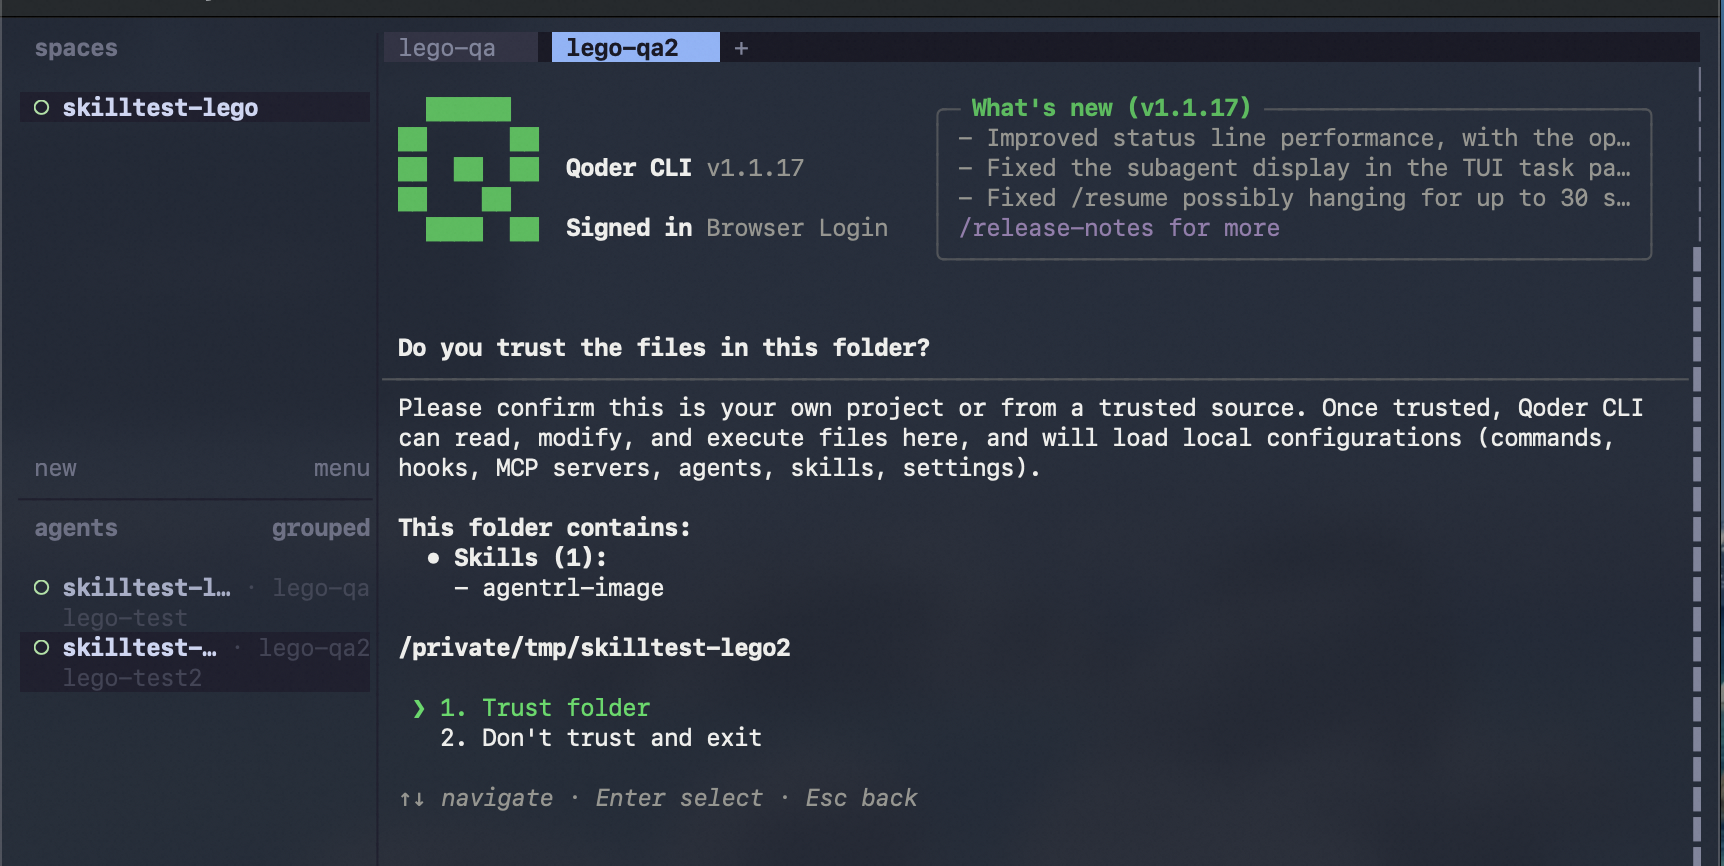 spaces
skilltest-lego
new menu
agents grouped
skilltest-l… · lego-qa
lego-test
skilltest-… · lego-qa2
lego-test2
lego-qa lego-qa2 +
Qoder CLI v1.1.17
Signed in Browser Login
What's new (v1.1.17)
– Improved status line performance, with the op…
– Fixed the subagent display in the TUI task pa…
– Fixed /resume possibly hanging for up to 30 s…
/release-notes for more
Do you trust the files in this folder?
Please confirm this is your own project or from a trusted source. Once trusted, Qoder CLI
can read, modify, and execute files here, and will load local configurations (commands,
hooks, MCP servers, agents, skills, settings).
This folder contains:
• Skills (1):
– agentrl-image
/private/tmp/skilltest-lego2
❯ 1. Trust folder
2. Don't trust and exit
↑↓ navigate · Enter select · Esc back